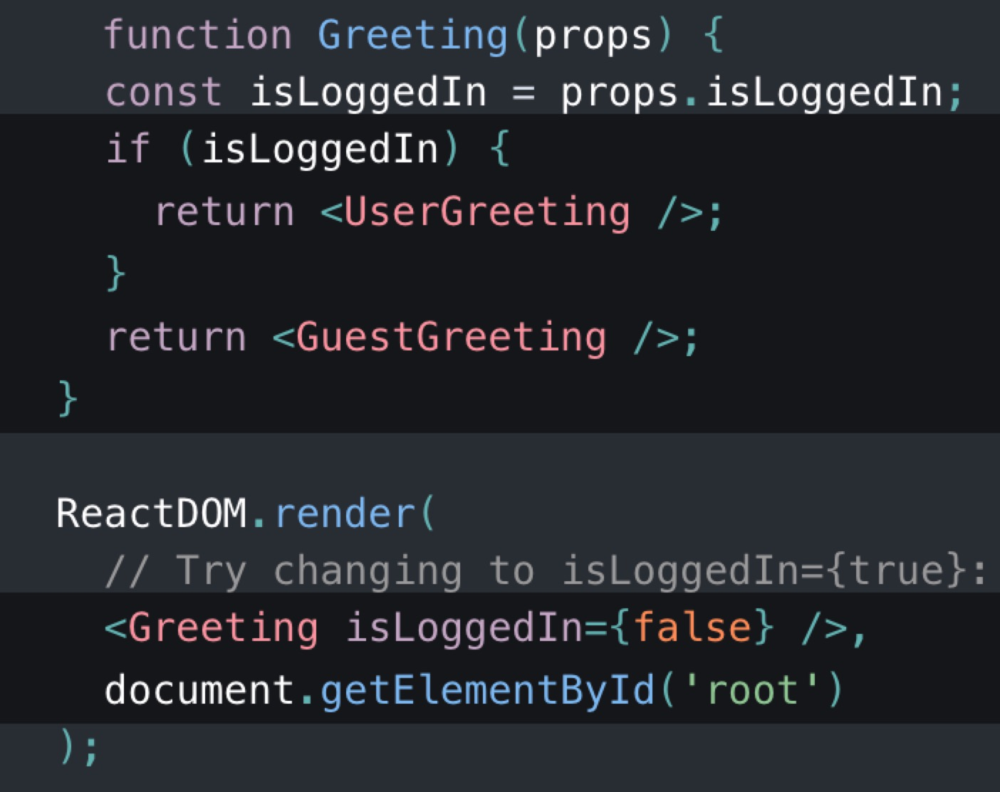 function Greeting(props) {
const isLoggedIn = props.isLoggedIn;
if (isLoggedIn) {
return <UserGreeting />;
}
return <GuestGreeting />;
}
ReactDOM.render(
// Try changing to isLoggedIn={true}:
<Greeting isLoggedIn={false} />,
document.getElementById('root')
);